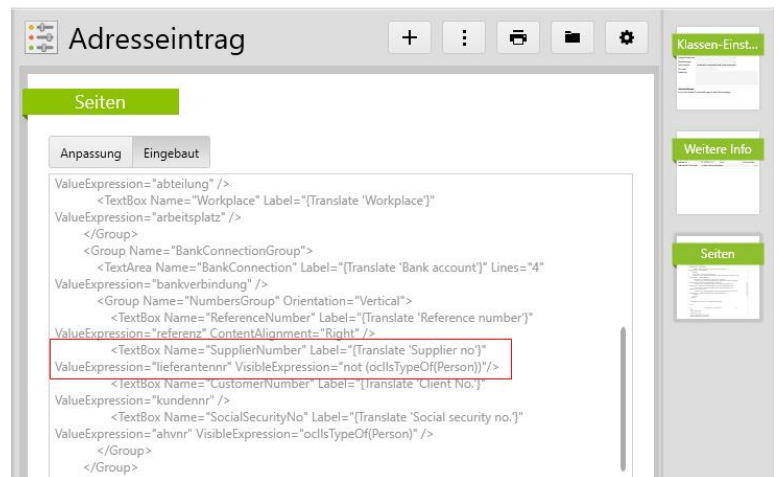 Adresseintrag
Seiten
Anpassung Eingebaut
ValueExpression="abteilung" />
<TextBox Name="Workplace" Label="{Translate 'Workplace'}"
ValueExpression="arbeitsplatz" />
</Group>
<Group Name="BankConnectionGroup">
<TextArea Name="BankConnection" Label="{Translate 'Bank account'}" Lines="4"
ValueExpression="bankverbindung" />
<Group Name="NumbersGroup" Orientation="Vertical">
<TextBox Name="ReferenceNumber" Label="{Translate 'Reference number'}"
ValueExpression="referenz" ContentAlignment="Right" />
<TextBox Name="SupplierNumber" Label="{Translate 'Supplier no'}"
ValueExpression="lieferantennr" VisibleExpression="not (oclIsTypeOf(Person))"/>
<TextBox Name="CustomerNumber" Label="{Translate 'Client No.'}"
ValueExpression="kundennr" />
<TextBox Name="SocialSecurityNo" Label="{Translate 'Social security no.'}"
ValueExpression="ahvnr" VisibleExpression="oclIsTypeOf(Person)" />
</Group>
</Group>
Klassen-Einst...
Weitere Info
Seiten